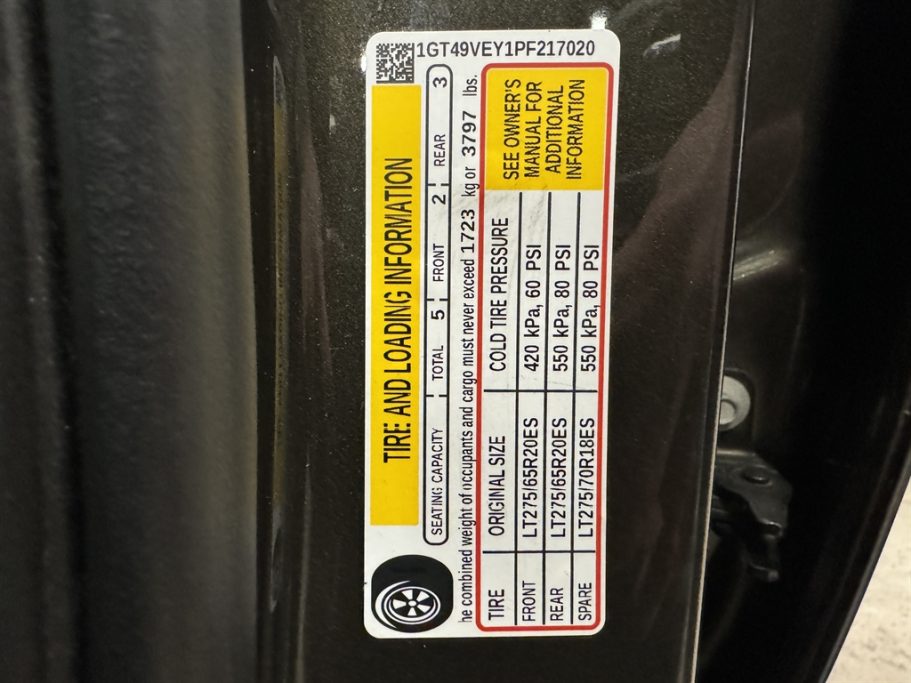 1GT49VEY1PF217020
TIRE AND LOADING INFORMATION
SEATING CAPACITY TOTAL 5 FRONT 2 REAR 3
he combined weight of occupants and cargo must never exceed 1723 kg or 3797 lbs.
TIRE ORIGINAL SIZE COLD TIRE PRESSURE
FRONT LT275/65R20ES 420 kPa, 60 PSI
REAR LT275/65R20ES 550 kPa, 80 PSI
SPARE LT275/70R18ES 550 kPa, 80 PSI
SEE OWNER'S
MANUAL FOR
ADDITIONAL
INFORMATION